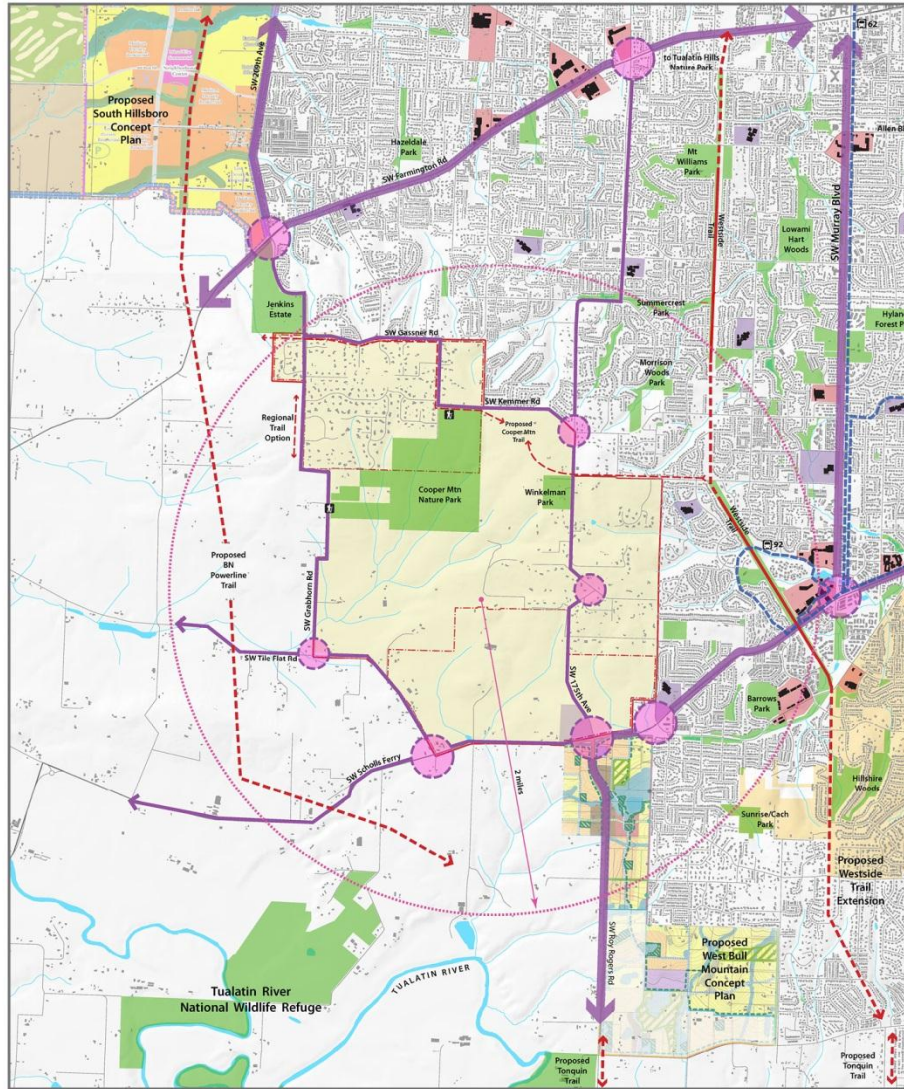 62
to Tualatin Hills
Nature Park
SW 209th Ave
Proposed
South Hillsboro
Concept
Plan
Hazeldale
Park
SW Farmington Rd
Mt
Williams
Park
Westside
Trail
Allen Bl
SW Murray Blvd
Lowami
Hart
Woods
Jenkins
Estate
Summercrest
Park
Hylan
Forest P
SW Gassner Rd
Morrison
Woods
Park
SW Kemmer Rd
Regional
Trail
Option
Proposed
Cooper Mtn
Trail
Cooper Mtn
Nature Park
Winkelman
Park
Westside
Trail
92
Proposed
BN
Powerline
Trail
SW Grabhorn Rd
SW Tile Flat Rd
SW 175th Ave
Barrows
Park
SW Scholls Ferry
2 miles
Hillshire
Woods
Sunrise/Cach
Park
Proposed
Westside
Trail
Extension
SW Roy Rogers Rd
Proposed
West Bull
Mountain
Concept
Plan
TUALATIN RIVER
Tualatin River
National Wildlife Refuge
Proposed
Tonquin
Trail
Proposed
Tonquin
Trail